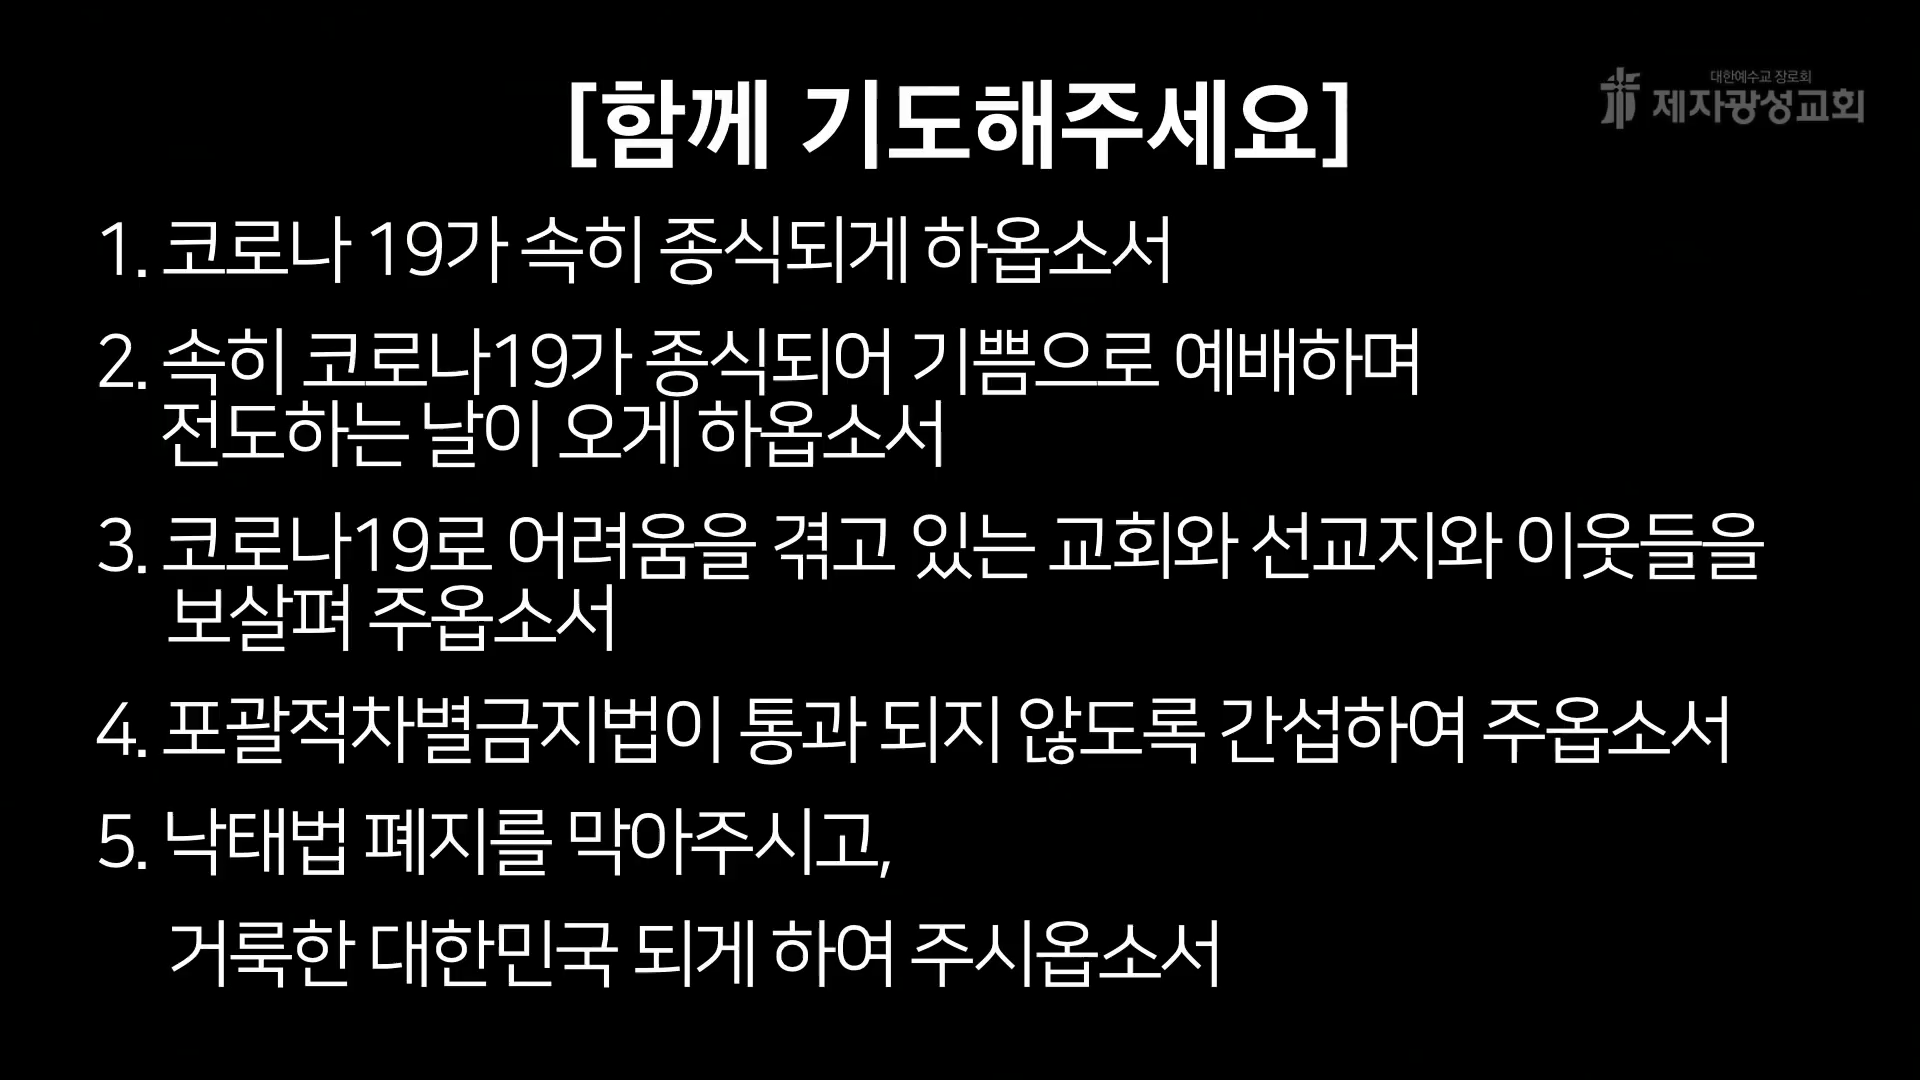 [함께 기도해주세요]
대한예수교 장로회
제자광성교회
1. 코로나 19가 속히 종식되게 하옵소서
2. 속히 코로나19가 종식되어 기쁨으로 예배하며
전도하는 날이 오게 하옵소서
3. 코로나19로 어려움을 겪고 있는 교회와 선교지와 이웃들을
보살펴 주옵소서
4. 포괄적차별금지법이 통과 되지 않도록 간섭하여 주옵소서
5. 낙태법 폐지를 막아주시고,
거룩한 대한민국 되게 하여 주시옵소서